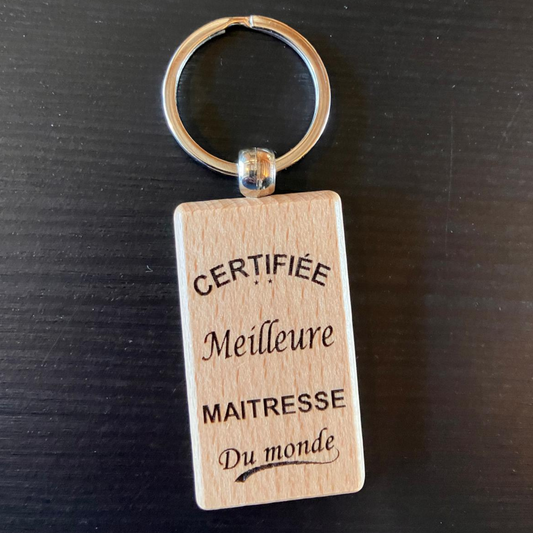 CERTIFIÉE
Meilleure
MAITRESSE
Du monde